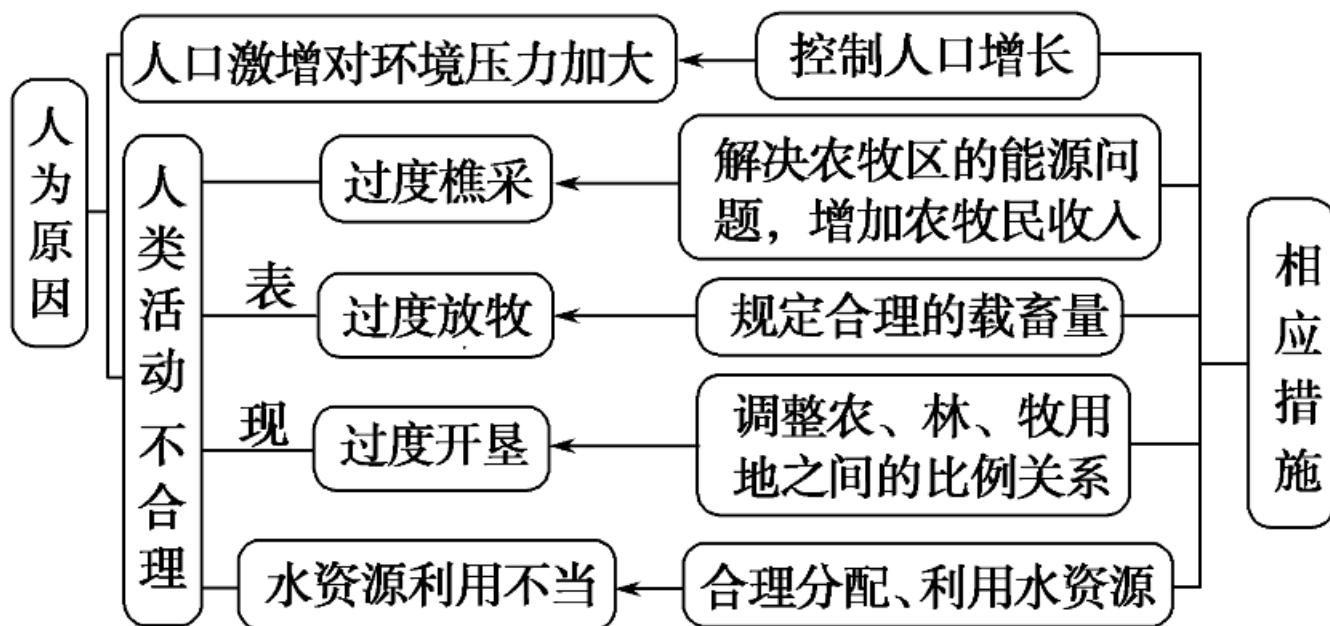 人为原因
人口激增对环境压力加大
控制人口增长
人类活动不合理
表现
过度樵采
解决农牧区的能源问
题，增加农牧民收入
过度放牧
规定合理的载畜量
过度开垦
调整农、林、牧用
地之间的比例关系
水资源利用不当
合理分配、利用水资源
相应措施